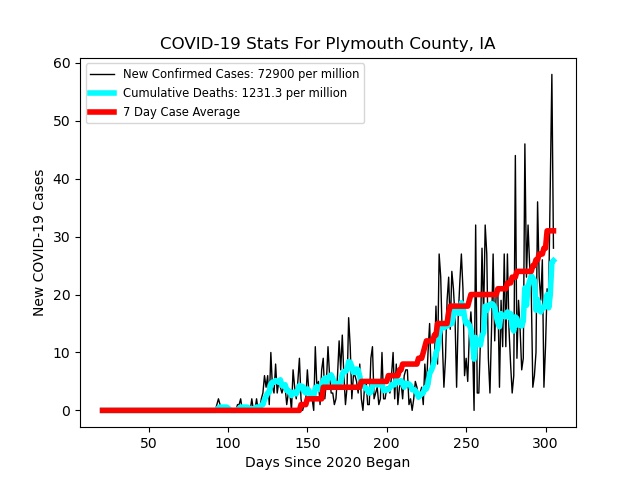 COVID-19 Stats For Plymouth County, IA
New Confirmed Cases: 72900 per million
Cumulative Deaths: 1231.3 per million
7 Day Case Average
New COVID-19 Cases
60
50
40
30
20
10
0
50 100 150 200 250 300
Days Since 2020 Began